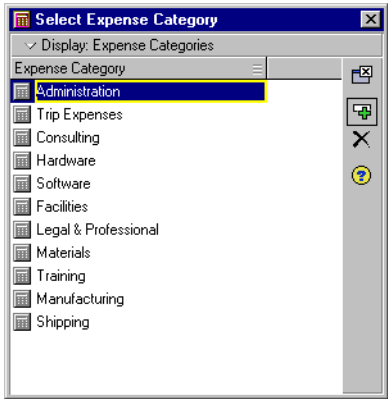 Select Expense Category
Display: Expense Categories
Expense Category
Administration
Trip Expenses
Consulting
Hardware
Software
Facilities
Legal & Professional
Materials
Training
Manufacturing
Shipping